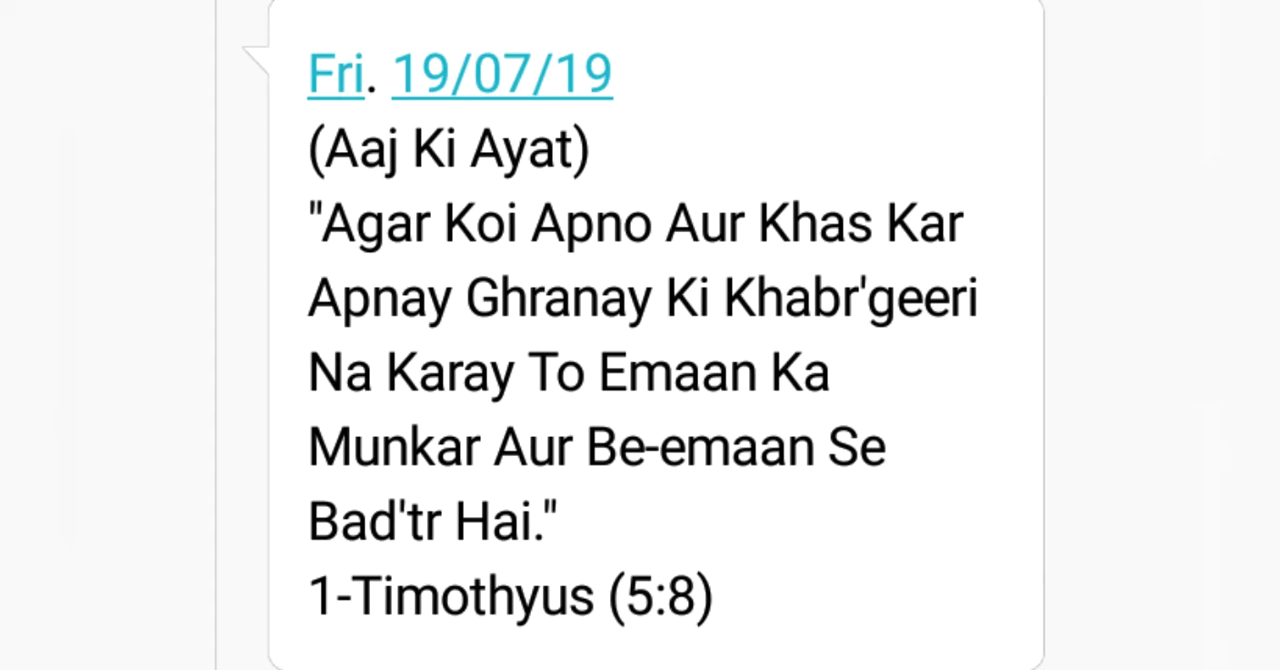 Fri. 19/07/19
(Aaj Ki Ayat)
"Agar Koi Apno Aur Khas Kar
Apnay Ghranay Ki Khabr'geeri
Na Karay To Emaan Ka
Munkar Aur Be-emaan Se
Bad'tr Hai."
1-Timothyus (5:8)